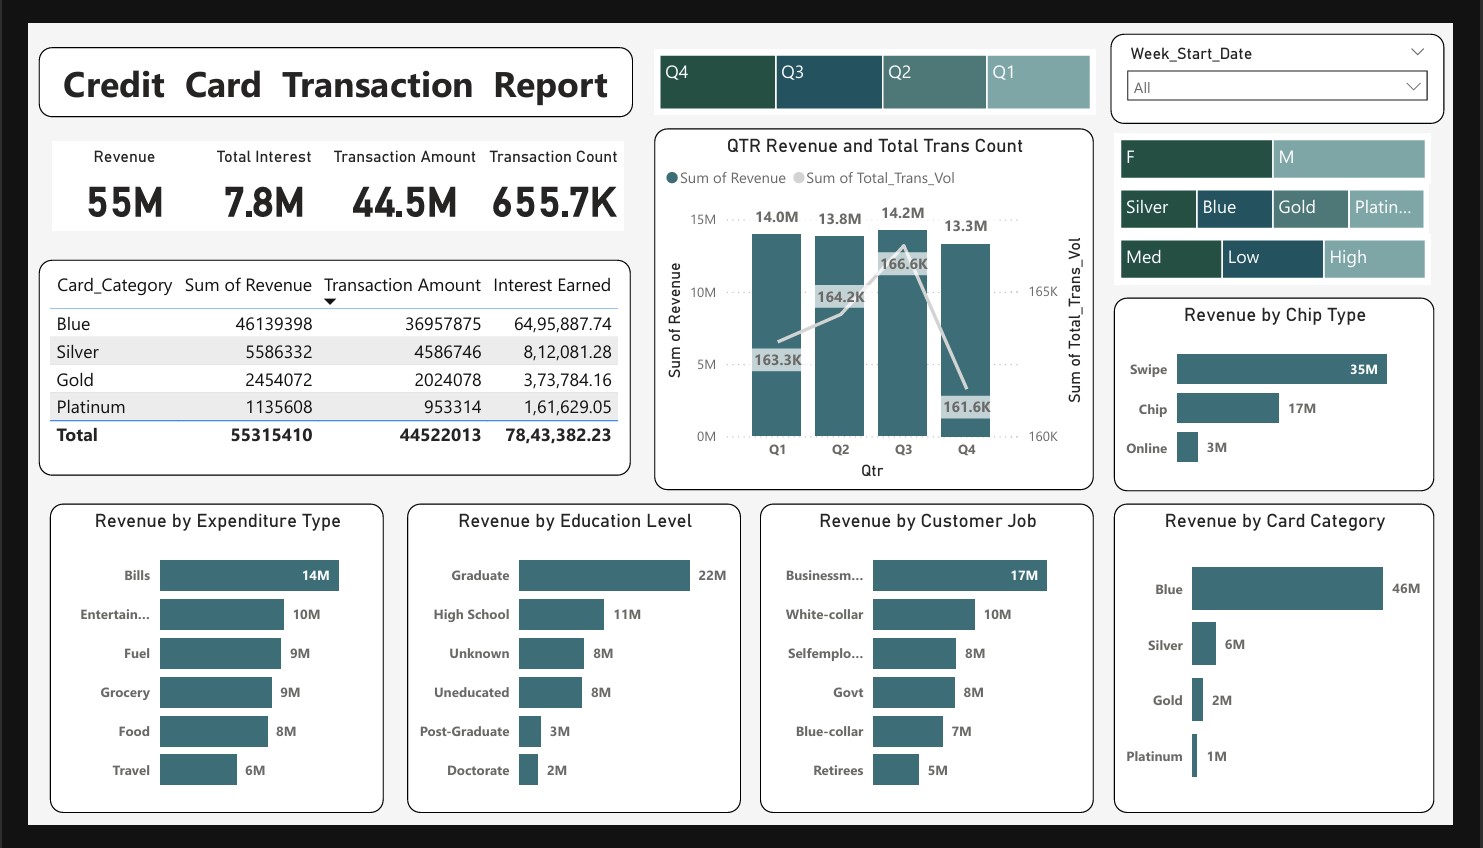 Credit Card Transaction Report
Q4 Q3 Q2 Q1
Week_Start_Date
All
Revenue Total Interest Transaction Amount Transaction Count
55M 7.8M 44.5M 655.7K
F M
Silver Blue Gold Platin...
Med Low High
Card_Category Sum of Revenue Transaction Amount Interest Earned
Blue 46139398 36957875 64,95,887.74
Silver 5586332 4586746 8,12,081.28
Gold 2454072 2024078 3,73,784.16
Platinum 1135608 953314 1,61,629.05
Total 55315410 44522013 78,43,382.23
QTR Revenue and Total Trans Count
Sum of Revenue Sum of Total_Trans_Vol
Sum of Revenue
15M
10M
5M
0M
14.0M 13.8M 14.2M 13.3M
163.3K 164.2K 166.6K 161.6K
165K
160K
Sum of Total_Trans_Vol
Q1 Q2 Q3 Q4
Qtr
Revenue by Chip Type
Swipe 35M
Chip 17M
Online 3M
Revenue by Expenditure Type
Bills 14M
Entertain... 10M
Fuel 9M
Grocery 9M
Food 8M
Travel 6M
Revenue by Education Level
Graduate 22M
High School 11M
Unknown 8M
Uneducated 8M
Post-Graduate 3M
Doctorate 2M
Revenue by Customer Job
Businessm... 17M
White-collar 10M
Selfemplo... 8M
Govt 8M
Blue-collar 7M
Retirees 5M
Revenue by Card Category
Blue 46M
Silver 6M
Gold 2M
Platinum 1M